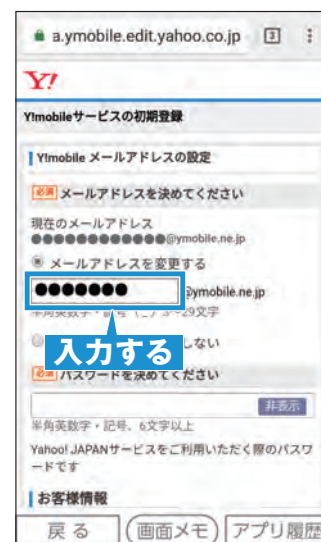 a.ymobile.edit.yahoo.co.jp
3
Y!
Y!mobileサービスの初期登録
Y!mobile メールアドレスの設定
必須 メールアドレスを決めてください
現在のメールアドレス
●●●●●●●●●●●●@ymobile.ne.jp
メールアドレスを変更する
●●●●●●● @ymobile.ne.jp
29文字
入力する
しない
必須 パスワードを決めてください
非表示
半角英数字・記号、6文字以上
Yahoo! JAPANサービスをご利用いただく際のパスワ
ードです
お客様情報
戻る
画面メモ
アプリ履歴